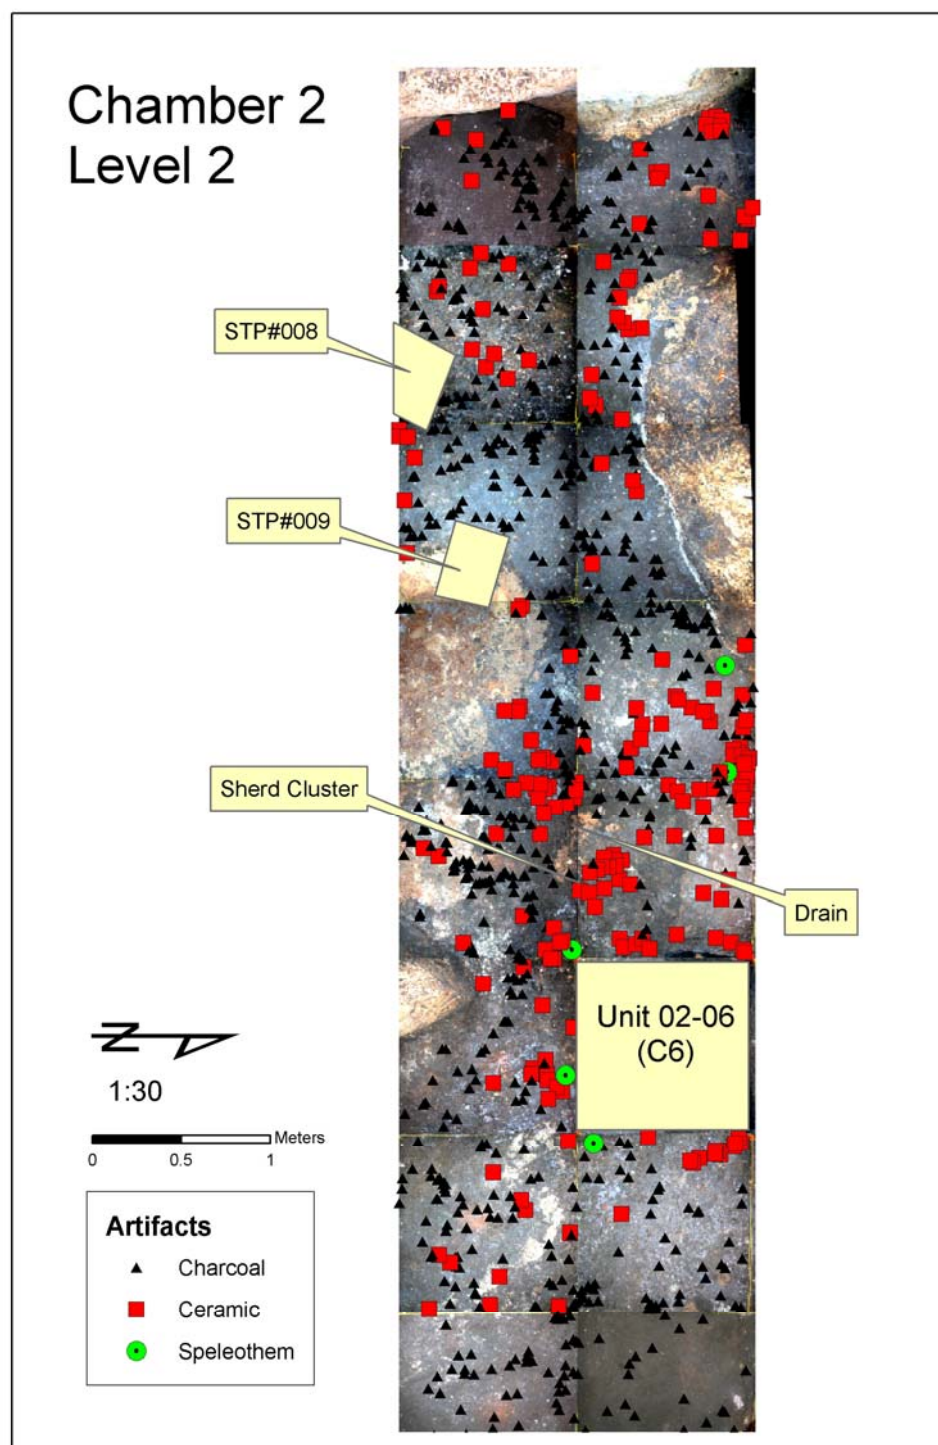 Chamber 2
Level 2
STP#008
STP#009
Sherd Cluster
Drain
Unit 02-06
(C6)
N
1:30
Meters
0 0.5 1
Artifacts
Charcoal
Ceramic
Speleothem